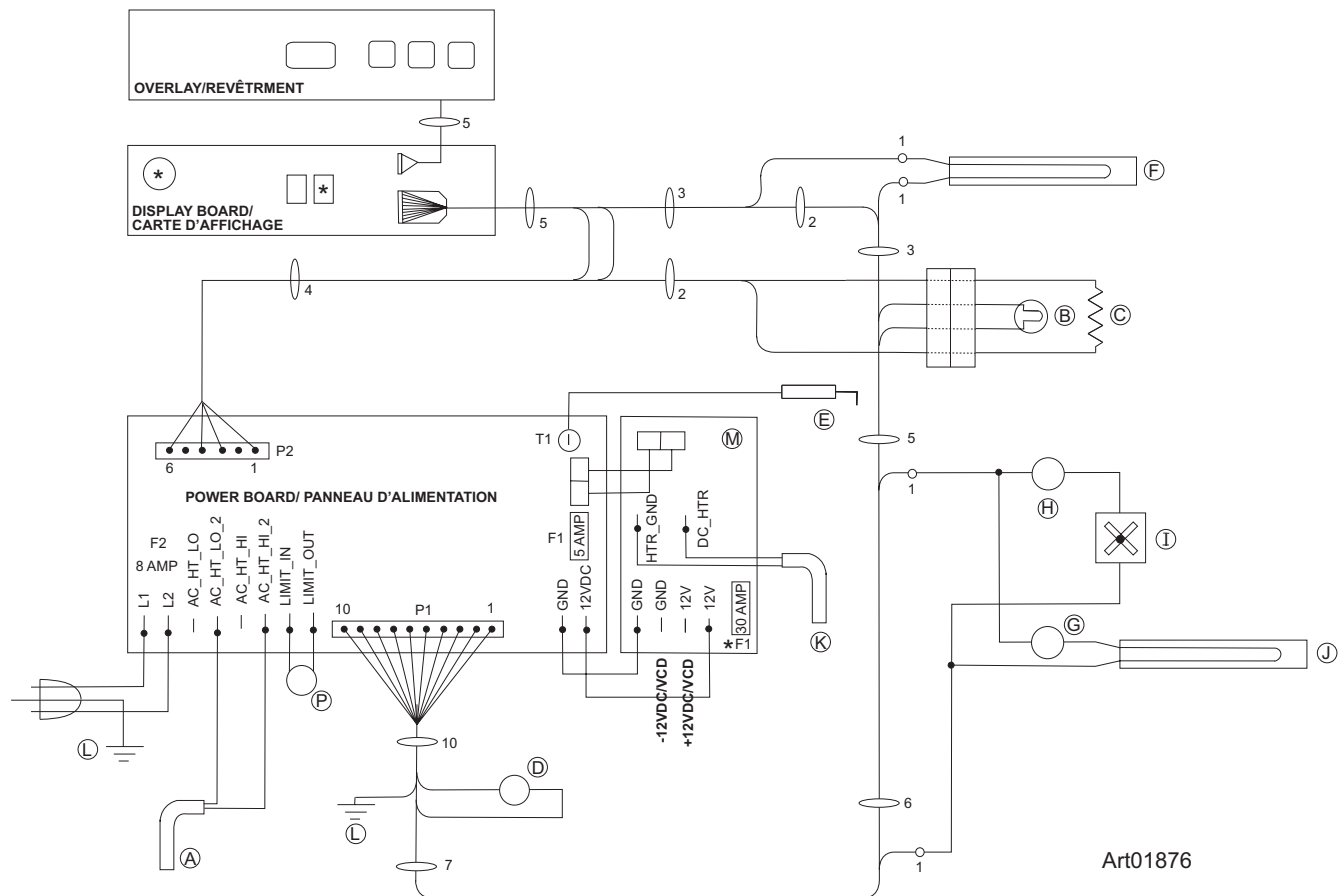 OVERLAY/REVÊTRMENT
5
1
*
*
DISPLAY BOARD/
CARTE D'AFFICHAGE
5
3
2
1
F
3
4
2
B
C
E
T1
M
5
6
1
P2
POWER BOARD/ PANNEAU D'ALIMENTATION
1
H
I
HTR_GND
DC_HTR
F2
8 AMP
F1
5 AMP
L1
L2
AC_HT_LO
AC_HT_LO_2
AC_HT_HI
AC_HT_HI_2
LIMIT_IN
LIMIT_OUT
10
P1
1
GND
12VDC
GND
GND
12V
12V
30 AMP
*F1
K
G
J
P
-12VDC/VCD
+12VDC/VCD
L
10
D
L
6
A
7
1
Art01876